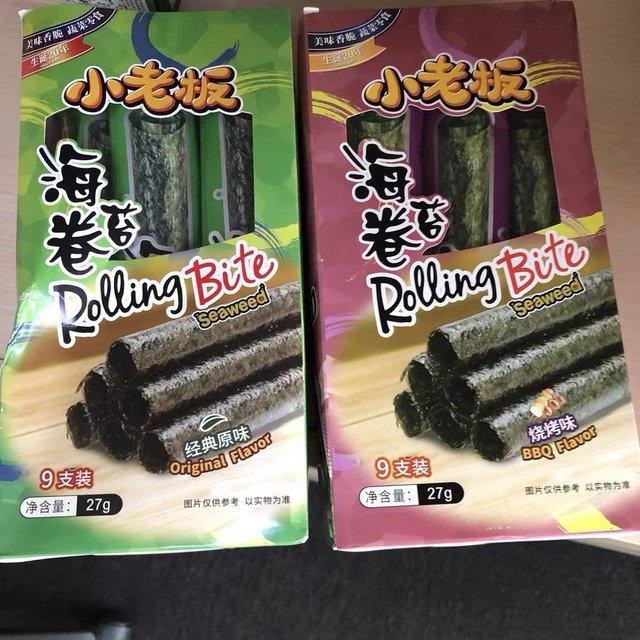 美味香脆 蔬菜零食
生诞20年
小老板
海苔卷
Rolling Bite
Seaweed
经典原味
Original Flavor
9支装
净含量: 27g
图片仅供参考 以实物为准
美味香脆 蔬菜零食
生诞20年
小老板
海苔卷
Rolling Bite
Seaweed
烧烤味
BBQ Flavor
9支装
净含量: 27g
图片仅供参考 以实物为准